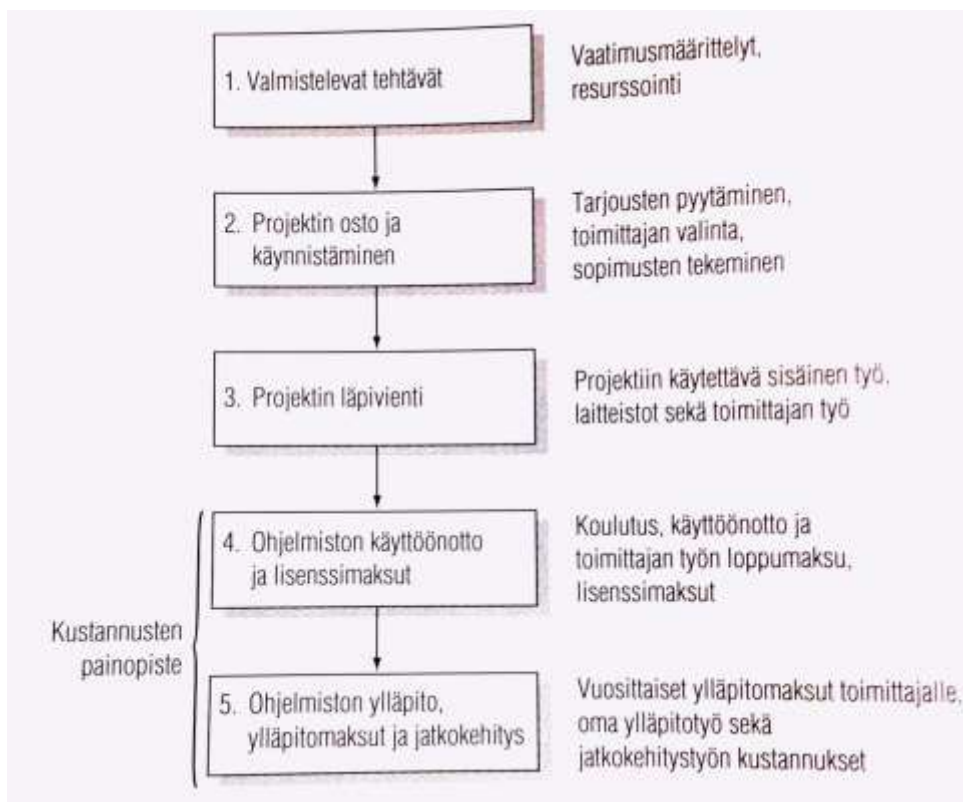 1. Valmistelevat tehtävät
Vaatimusmäärittelyt,
resurssointi
2. Projektin osto ja
käynnistäminen
Tarjousten pyytäminen,
toimittajan valinta,
sopimusten tekeminen
3. Projektin läpivienti
Projektiin käytettävä sisäinen työ,
laitteistot sekä toimittajan työ
4. Ohjelmiston käyttöönotto
ja lisenssimaksut
Koulutus, käyttöönotto ja
toimittajan työn loppumaksu,
lisenssimaksut
Kustannusten
painopiste
5. Ohjelmiston ylläpito,
ylläpitomaksut ja jatkokehitys
Vuosittaiset ylläpitomaksut toimittajalle,
oma ylläpitotyö sekä
jatkokehitystyön kustannukset